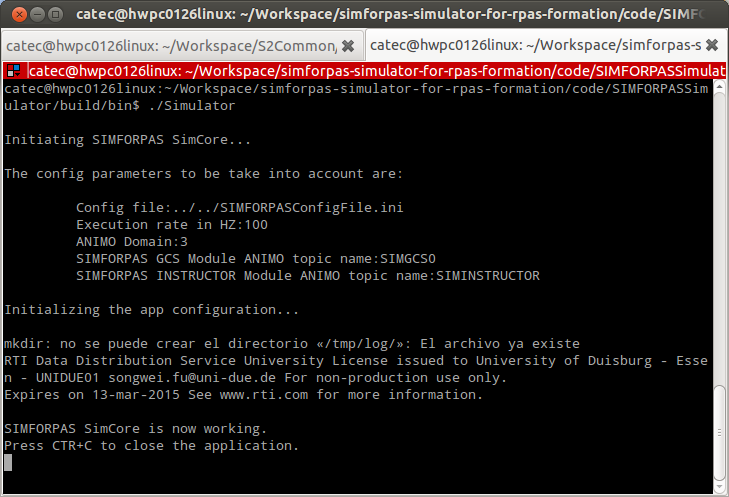 catec@hwpc0126linux: ~/Workspace/simforpas-simulator-for-rpas-formation/code/SIMF
catec@hwpc0126linux: ~/Workspace/S2Common, catec@hwpc0126linux: ~/Workspace/simforpas-s
catec@hwpc0126linux: ~/Workspace/simforpas-simulator-for-rpas-formation/code/SIMFORPASSimulat
catec@hwpc0126linux:~/Workspace/simforpas-simulator-for-rpas-formation/code/SIMFORPASSim
ulator/build/bin$ ./Simulator
Initiating SIMFORPAS SimCore...
The config parameters to be take into account are:
Config file:../../SIMFORPASConfigFile.ini
Execution rate in HZ:100
ANIMO Domain:3
SIMFORPAS GCS Module ANIMO topic name:SIMGCS0
SIMFORPAS INSTRUCTOR Module ANIMO topic name:SIMINSTRUCTOR
Initializing the app configuration...
mkdir: no se puede crear el directorio «/tmp/log/»: El archivo ya existe
RTI Data Distribution Service University License issued to University of Duisburg - Esse
n - UNIDUE01 songwei.fu@uni-due.de For non-production use only.
Expires on 13-mar-2015 See www.rti.com for more information.
SIMFORPAS SimCore is now working.
Press CTR+C to close the application.